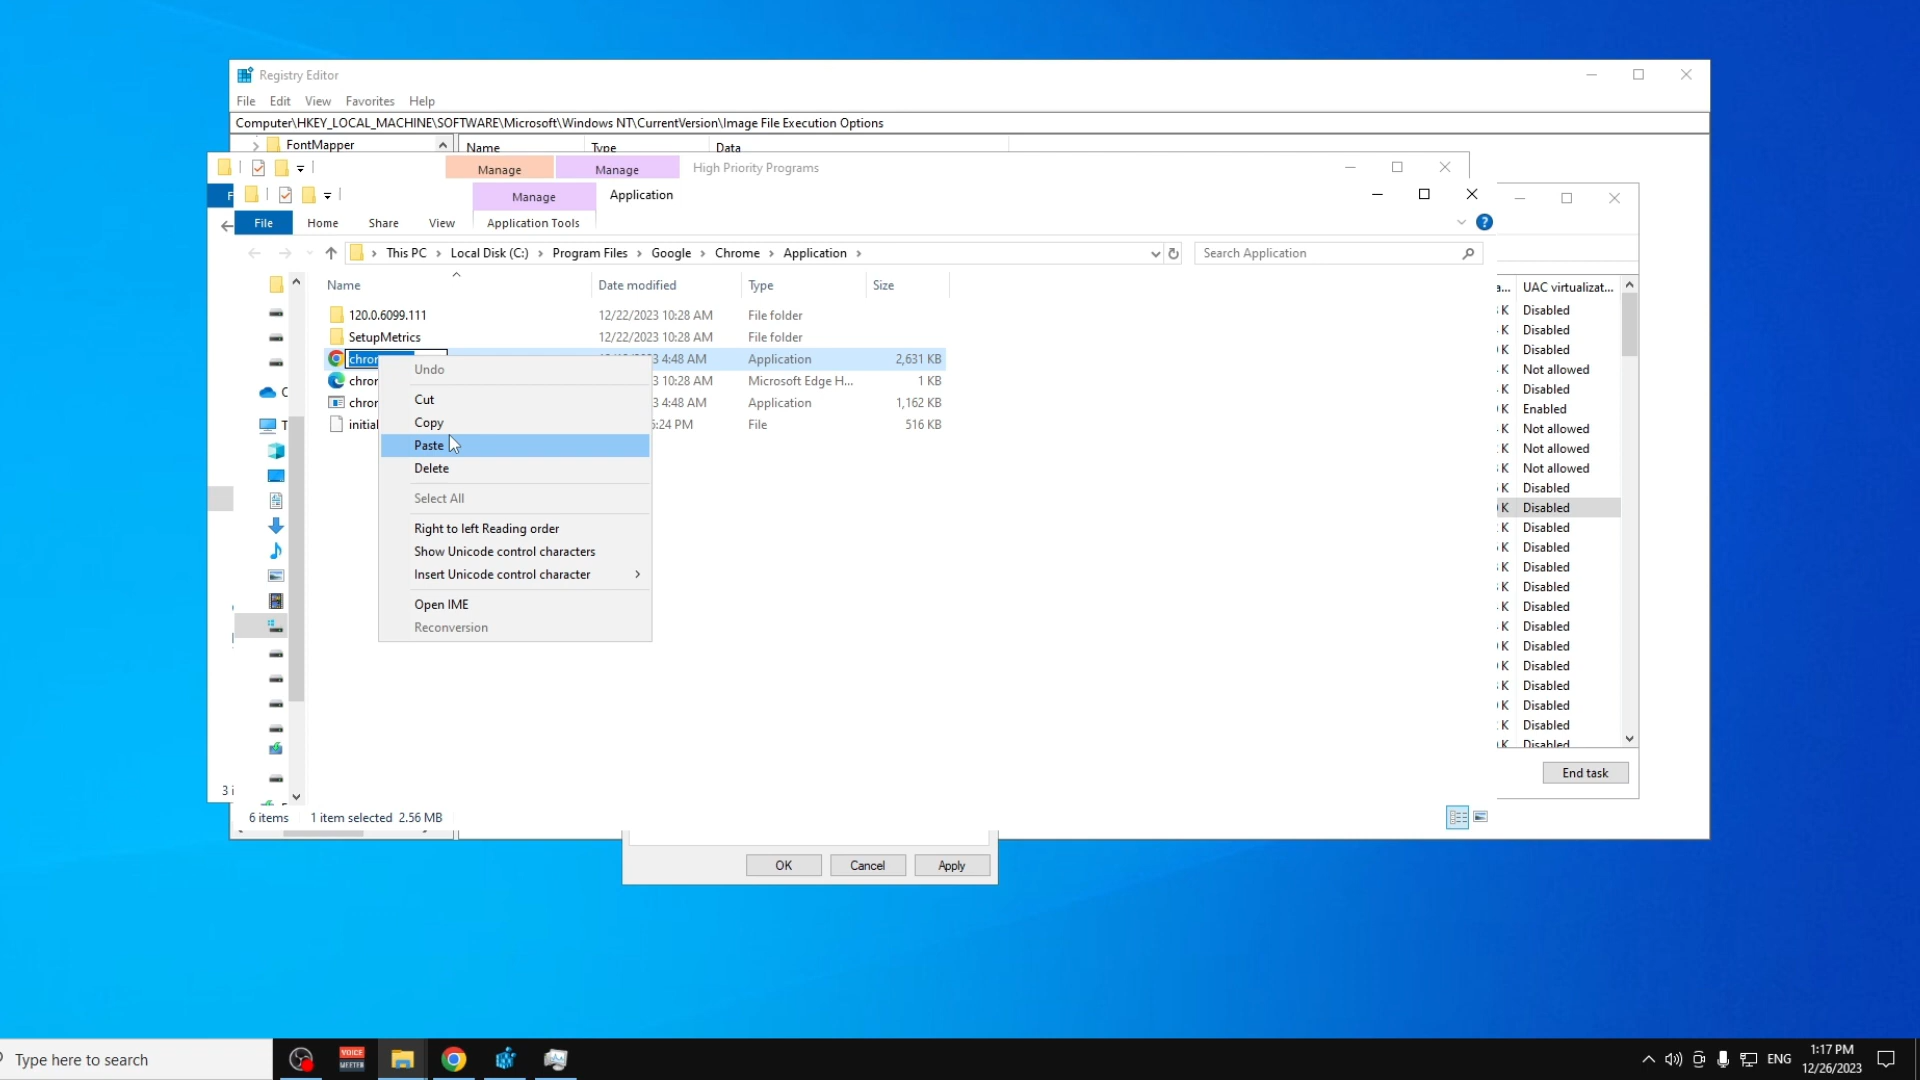 Registry Editor
File Edit View Favorites Help
Computer\HKEY_LOCAL_MACHINE\SOFTWARE\Microsoft\Windows NT\CurrentVersion\Image File Execution Options
FontMapper Name Type Data
Manage Manage High Priority Programs
Manage Application
File Home Share View Application Tools
This PC Local Disk (C:) Program Files Google Chrome Application Search Application
Name Date modified Type Size
120.0.6099.111 12/22/2023 10:28 AM File folder
SetupMetrics 12/22/2023 10:28 AM File folder
3 4:48 AM Application 2,631 KB
3 10:28 AM Microsoft Edge H... 1 KB
3 4:48 AM Application 1,162 KB
:24 PM File 516 KB
Undo
Cut
Copy
Paste
Delete
Select All
Right to left Reading order
Show Unicode control characters
Insert Unicode control character
Open IME
Reconversion
a... UAC virtualizat...
K Disabled
K Disabled
K Disabled
K Not allowed
K Disabled
K Enabled
K Not allowed
K Not allowed
K Not allowed
K Disabled
K Disabled
K Disabled
K Disabled
K Disabled
K Disabled
K Disabled
K Disabled
K Disabled
K Disabled
K Disabled
K Disabled
K Disabled
K Disabled
End task
3 i
6 items 1 item selected 2.56 MB
OK Cancel Apply
Type here to search
VOICE
MEETER
ENG
1:17 PM
12/26/2023